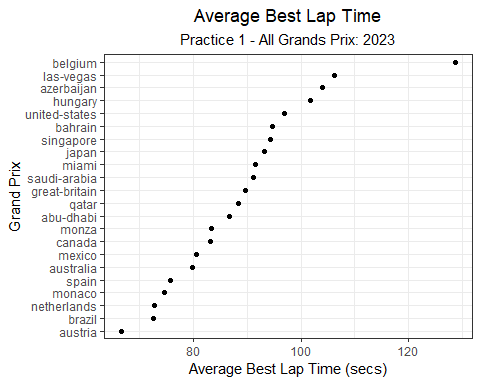 Average Best Lap Time
Practice 1 - All Grands Prix: 2023
Grand Prix
belgium
las-vegas
azerbaijan
hungary
united-states
bahrain
singapore
japan
miami
saudi-arabia
great-britain
qatar
abu-dhabi
monza
canada
mexico
australia
spain
monaco
netherlands
brazil
austria
80 100 120
Average Best Lap Time (secs)